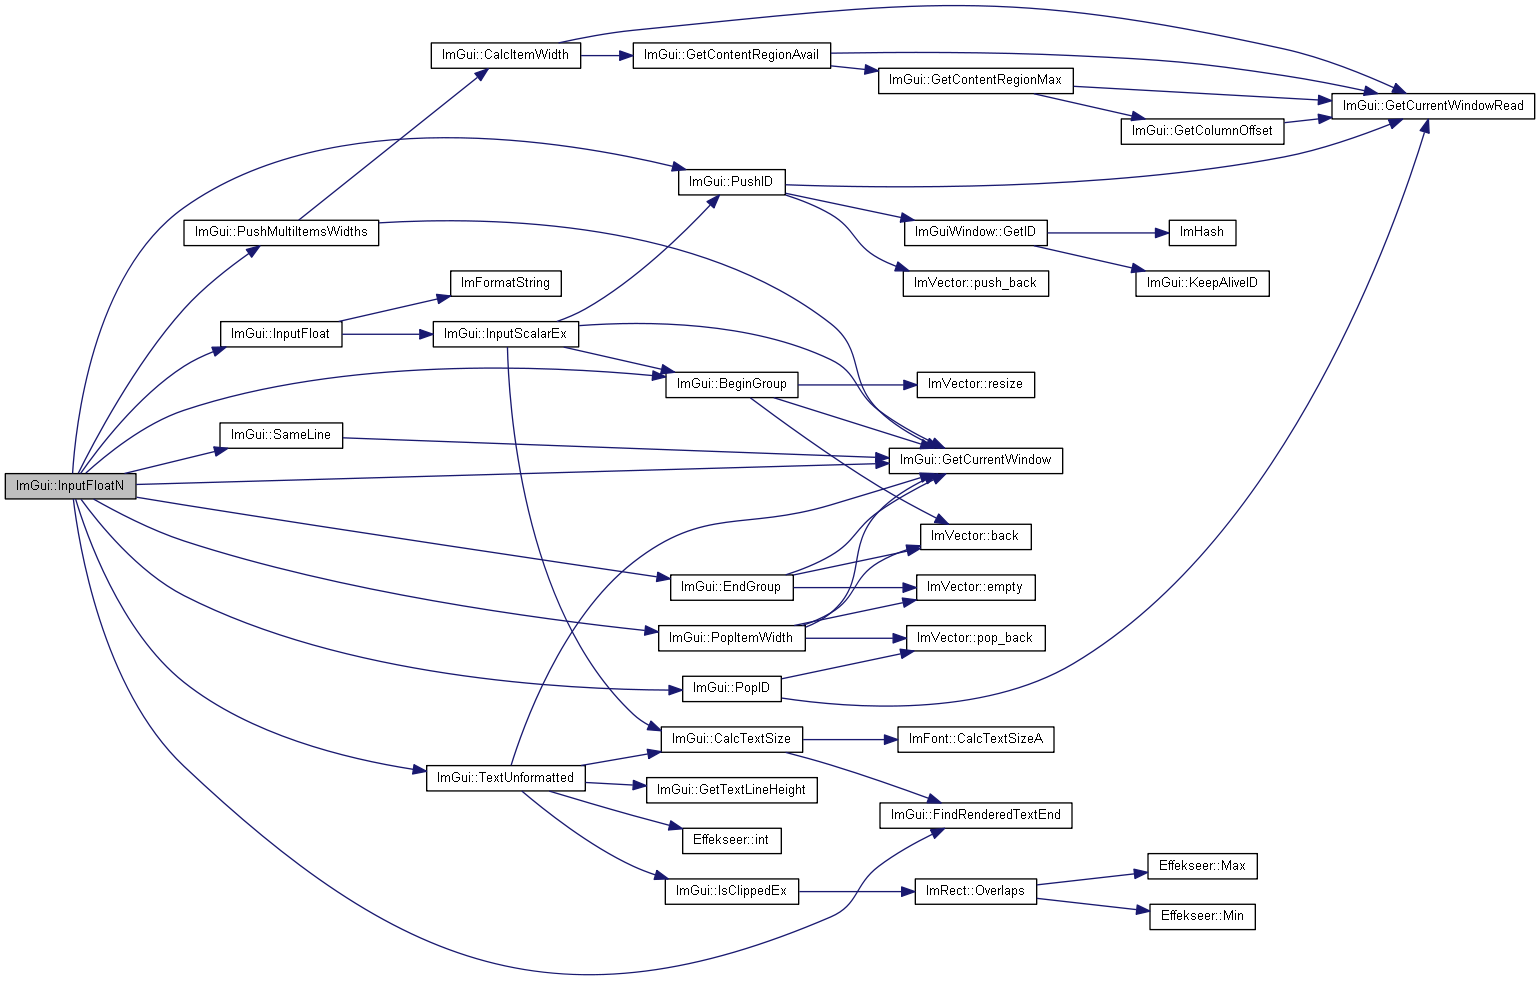 ImGui::CalcItemWidth
ImGui::GetContentRegionAvail
ImGui::GetContentRegionMax
ImGui::GetCurrentWindowRead
ImGui::GetColumnOffset
ImGui::PushID
ImGui::PushMultiItemsWidths
ImGuiWindow::GetID
ImHash
ImFormatString
ImVector::push_back
ImGui::KeepAliveID
ImGui::InputFloat
ImGui::InputScalarEx
ImGui::BeginGroup
ImVector::resize
ImGui::SameLine
ImGui::GetCurrentWindow
ImGui::InputFloatN
ImVector::back
ImGui::EndGroup
ImVector::empty
ImGui::PopItemWidth
ImVector::pop_back
ImGui::PopID
ImGui::CalcTextSize
ImFont::CalcTextSizeA
ImGui::TextUnformatted
ImGui::GetTextLineHeight
ImGui::FindRenderedTextEnd
Effekseer::int
Effekseer::Max
ImGui::IsClippedEx
ImRect::Overlaps
Effekseer::Min